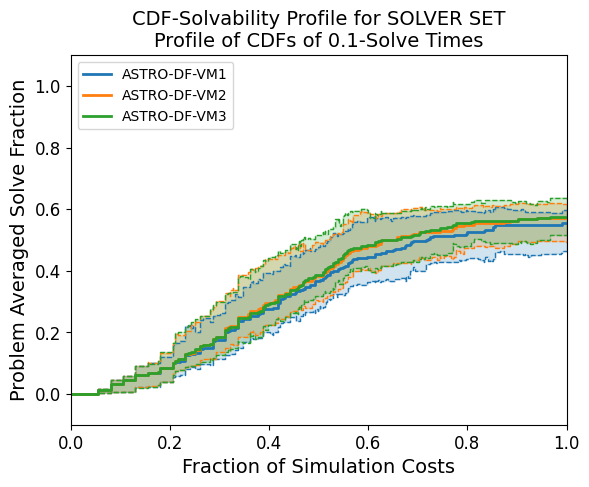 CDF-Solvability Profile for SOLVER SET
Profile of CDFs of 0.1-Solve Times
ASTRO-DF-VM1
ASTRO-DF-VM2
ASTRO-DF-VM3
Problem Averaged Solve Fraction
1.0
0.8
0.6
0.4
0.2
0.0
0.0 0.2 0.4 0.6 0.8 1.0
Fraction of Simulation Costs